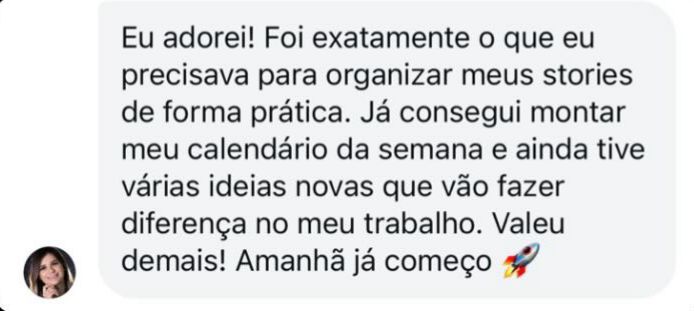 Eu adorei! Foi exatamente o que eu
precisava para organizar meus stories
de forma prática. Já consegui montar
meu calendário da semana e ainda tive
várias ideias novas que vão fazer
diferença no meu trabalho. Valeu
demais! Amanhã já começo 🚀